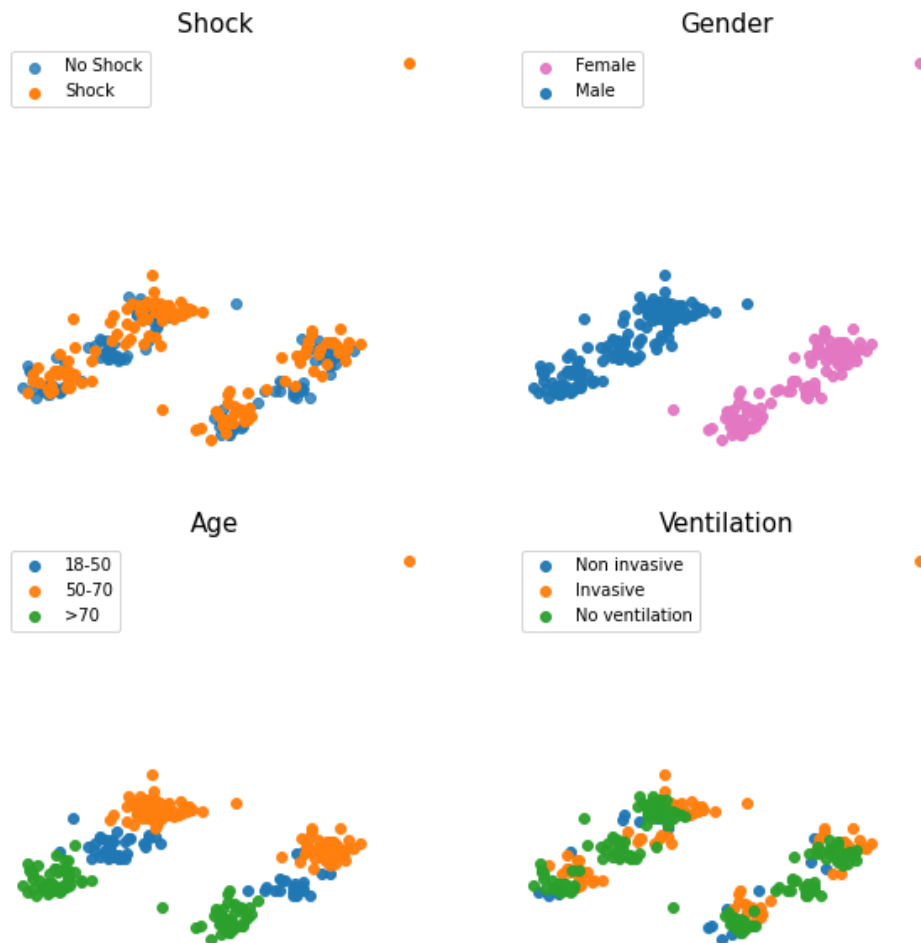 Shock
No Shock
Shock
Gender
Female
Male
Age
18-50
50-70
>70
Ventilation
Non invasive
Invasive
No ventilation